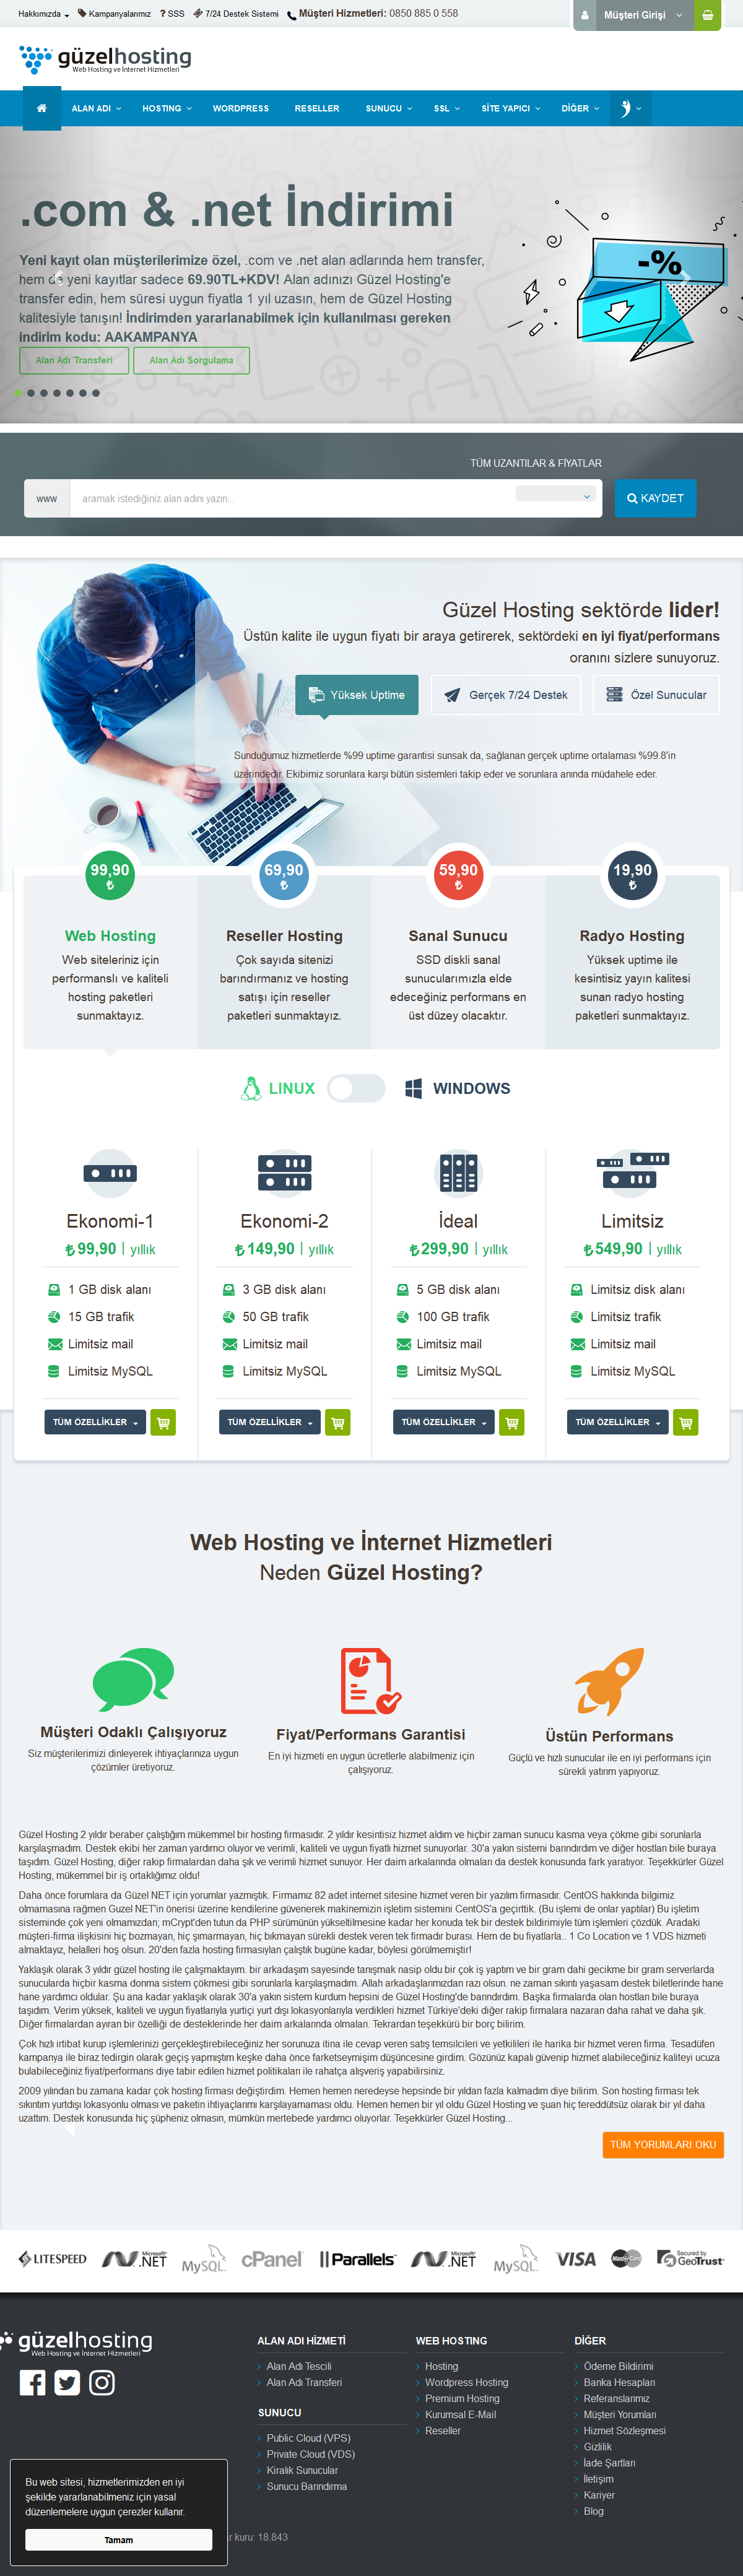 Hakkımızda
Kampanyalarımız
? SSS
7/24 Destek Sistemi
Müşteri Hizmetleri: 0850 885 0 558
Müşteri Girişi
güzelhosting
Web Hosting ve İnternet Hizmetleri
ALAN ADI
HOSTING
WORDPRESS
RESELLER
SUNUCU
SSL
SİTE YAPICI
DİĞER
.com & .net İndirimi
Yeni kayıt olan müşterilerimize özel, .com ve .net alan adlarında hem transfer,
hem de yeni kayıtlar sadece 69.90TL+KDV! Alan adınızı Güzel Hosting'e
transfer edin, hem süresi uygun fiyatla 1 yıl uzasın, hem de Güzel Hosting
kalitesiyle tanışın! İndirimden yararlanabilmek için kullanılması gereken
indirim kodu: AAKAMPANYA
-%
Alan Adı Transferi
Alan Adı Sorgulama
TÜM UZANTILAR & FİYATLAR
www
aramak istediğiniz alan adını yazın...
KAYDET
Güzel Hosting sektörde lider!
Üstün kalite ile uygun fiyatı bir araya getirerek, sektördeki en iyi fiyat/performans
oranını sizlere sunuyoruz.
Yüksek Uptime
Gerçek 7/24 Destek
Özel Sunucular
Sunduğumuz hizmetlerde %99 uptime garantisi sunsak da, sağlanan gerçek uptime ortalaması %99.8'in
üzerindedir. Ekibimiz sorunlara karşı bütün sistemleri takip eder ve sorunlara anında müdahele eder.
99,90 ₺
Web Hosting
Web siteleriniz için
performanslı ve kaliteli
hosting paketleri
sunmaktayız.
69,90 ₺
Reseller Hosting
Çok sayıda sitenizi
barındırmanız ve hosting
satışı için reseller
paketleri sunmaktayız.
59,90 ₺
Sanal Sunucu
SSD diskli sanal
sunucularımızla elde
edeceğiniz performans en
üst düzey olacaktır.
19,90 ₺
Radyo Hosting
Yüksek uptime ile
kesintisiz yayın kalitesi
sunan radyo hosting
paketleri sunmaktayız.
LINUX
WINDOWS
Ekonomi-1
₺ 99,90 | yıllık
1 GB disk alanı
15 GB trafik
Limitsiz mail
Limitsiz MySQL
TÜM ÖZELLİKLER
Ekonomi-2
₺ 149,90 | yıllık
3 GB disk alanı
50 GB trafik
Limitsiz mail
Limitsiz MySQL
TÜM ÖZELLİKLER
İdeal
₺ 299,90 | yıllık
5 GB disk alanı
100 GB trafik
Limitsiz mail
Limitsiz MySQL
TÜM ÖZELLİKLER
Limitsiz
₺ 549,90 | yıllık
Limitsiz disk alanı
Limitsiz trafik
Limitsiz mail
Limitsiz MySQL
TÜM ÖZELLİKLER
Web Hosting ve İnternet Hizmetleri
Neden Güzel Hosting?
Müşteri Odaklı Çalışıyoruz
Siz müşterilerimizi dinleyerek ihtiyaçlarınıza uygun
çözümler üretiyoruz.
Fiyat/Performans Garantisi
En iyi hizmeti en uygun ücretlerle alabilmeniz için
çalışıyoruz.
Üstün Performans
Güçlü ve hızlı sunucular ile en iyi performans için
sürekli yatırım yapıyoruz.
Güzel Hosting 2 yıldır beraber çalıştığım mükemmel bir hosting firmasıdır. 2 yıldır kesintisiz hizmet aldım ve hiçbir zaman sunucu kasma veya çökme gibi sorunlarla
karşılaşmadım. Destek ekibi her zaman yardımcı oluyor ve verimli, kaliteli ve uygun fiyatlı hizmet sunuyorlar. 30'a yakın sistemi barındırdım ve diğer hostları bile buraya
taşıdım. Güzel Hosting, diğer rakip firmalardan daha şık ve verimli hizmet sunuyor. Her daim arkalarında olmaları da destek konusunda fark yaratıyor. Teşekkürler Güzel
Hosting, mükemmel bir iş ortaklığımız oldu!
Daha önce forumlara da Güzel NET için yorumlar yazmıştık. Firmamız 82 adet internet sitesine hizmet veren bir yazılım firmasıdır. CentOS hakkında bilgimiz
olmamasına rağmen Guzel NET'in önerisi üzerine kendilerine güvenerek makinemizin işletim sistemini CentOS'a geçirttik. (Bu işlemi de onlar yaptılar) Bu işletim
sisteminde çok yeni olmamızdan; mCrypt'den tutun da PHP sürümünün yükseltilmesine kadar her konuda tek bir destek bildirimiyle tüm işlemleri çözdük. Aradaki
müşteri-firma ilişkisini hiç bozmayan, hiç şımarmayan, hiç bıkmayan sürekli destek veren tek firmadır burası. Hem de bu fiyatlarla.. 1 Co Location ve 1 VDS hizmeti
almaktayız, helalleri hoş olsun. 20'den fazla hosting firmasıylan çalıştık bugüne kadar, böylesi görülmemiştir!
Yaklaşık olarak 3 yıldır güzel hosting ile çalışmaktayım. bir arkadaşım sayesinde tanışmak nasip oldu bir çok iş yaptım ve bir gram dahi gecikme bir gram serverlarda
sunucularda hiçbir kasma donma sistem çökmesi gibi sorunlarla karşılaşmadım. Allah arkadaşlarımızdan razı olsun. ne zaman sıkıntı yaşasam destek biletlerinde hane
hane yardımcı oldular. Şu ana kadar yaklaşık olarak 30'a yakın sistem kurdum hepsini de Güzel Hosting'de barındırdım. Başka firmalarda olan hostları bile buraya
taşıdım. Verim yüksek, kaliteli ve uygun fiyatlarıyla yurtiçi yurt dışı lokasyonlarıyla verdikleri hizmet Türkiye'deki diğer rakip firmalara nazaran daha rahat ve daha şık.
Diğer firmalardan ayıran bir özelliği de desteklerinde her daim arkalarında olmaları. Tekrardan teşekkürü bir borç bilirim.
Çok hızlı irtibat kurup işlemlerinizi gerçekleştirebileceğiniz her sorunuza itina ile cevap veren satış temsilcileri ve yetkilileri ile harika bir hizmet veren firma. Tesadüfen
kampanya ile biraz tedirgin olarak geçiş yapmıştım keşke daha önce farketseymişim düşüncesine girdim. Gözünüz kapalı güvenip hizmet alabileceğiniz kaliteyi ucuza
bulabileceğiniz fiyat/performans diye tabir edilen hizmet politikaları ile rahatça alışveriş yapabilirsiniz.
2009 yılından bu zamana kadar çok hosting firması değiştirdim. Hemen hemen neredeyse hepsinde bir yıldan fazla kalmadım diye bilirim. Son hosting firması tek
sıkıntım yurtdışı lokasyonlu olması ve paketin ihtiyaçlarımı karşılayamaması oldu. Hemen hemen bir yıl oldu Güzel Hosting ve şuan hiç tereddütsüz olarak bir yıl daha
uzattım. Destek konusunda hiç şüpheniz olmasın, mümkün mertebede yardımcı oluyorlar. Teşekkürler Güzel Hosting...
TÜM YORUMLARI OKU
LITESPEED
Microsoft .NET
MySQL
cPanel
Parallels
Microsoft .NET
MySQL
VISA
MasterCard
Secured by GeoTrust
güzelhosting
Web Hosting ve İnternet Hizmetleri
ALAN ADI HİZMETİ
Alan Adı Tescili
Alan Adı Transferi
SUNUCU
Public Cloud (VPS)
Private Cloud (VDS)
Kiralık Sunucular
Sunucu Barındırma
WEB HOSTING
Hosting
Wordpress Hosting
Premium Hosting
Kurumsal E-Mail
Reseller
DİĞER
Ödeme Bildirimi
Banka Hesapları
Referanslarımız
Müşteri Yorumları
Hizmet Sözleşmesi
Gizlilik
İade Şartları
İletişim
Kariyer
Blog
Bu web sitesi, hizmetlerimizden en iyi
şekilde yararlanabilmeniz için yasal
düzenlemelere uygun çerezler kullanır.
Tamam
kuru: 18.843